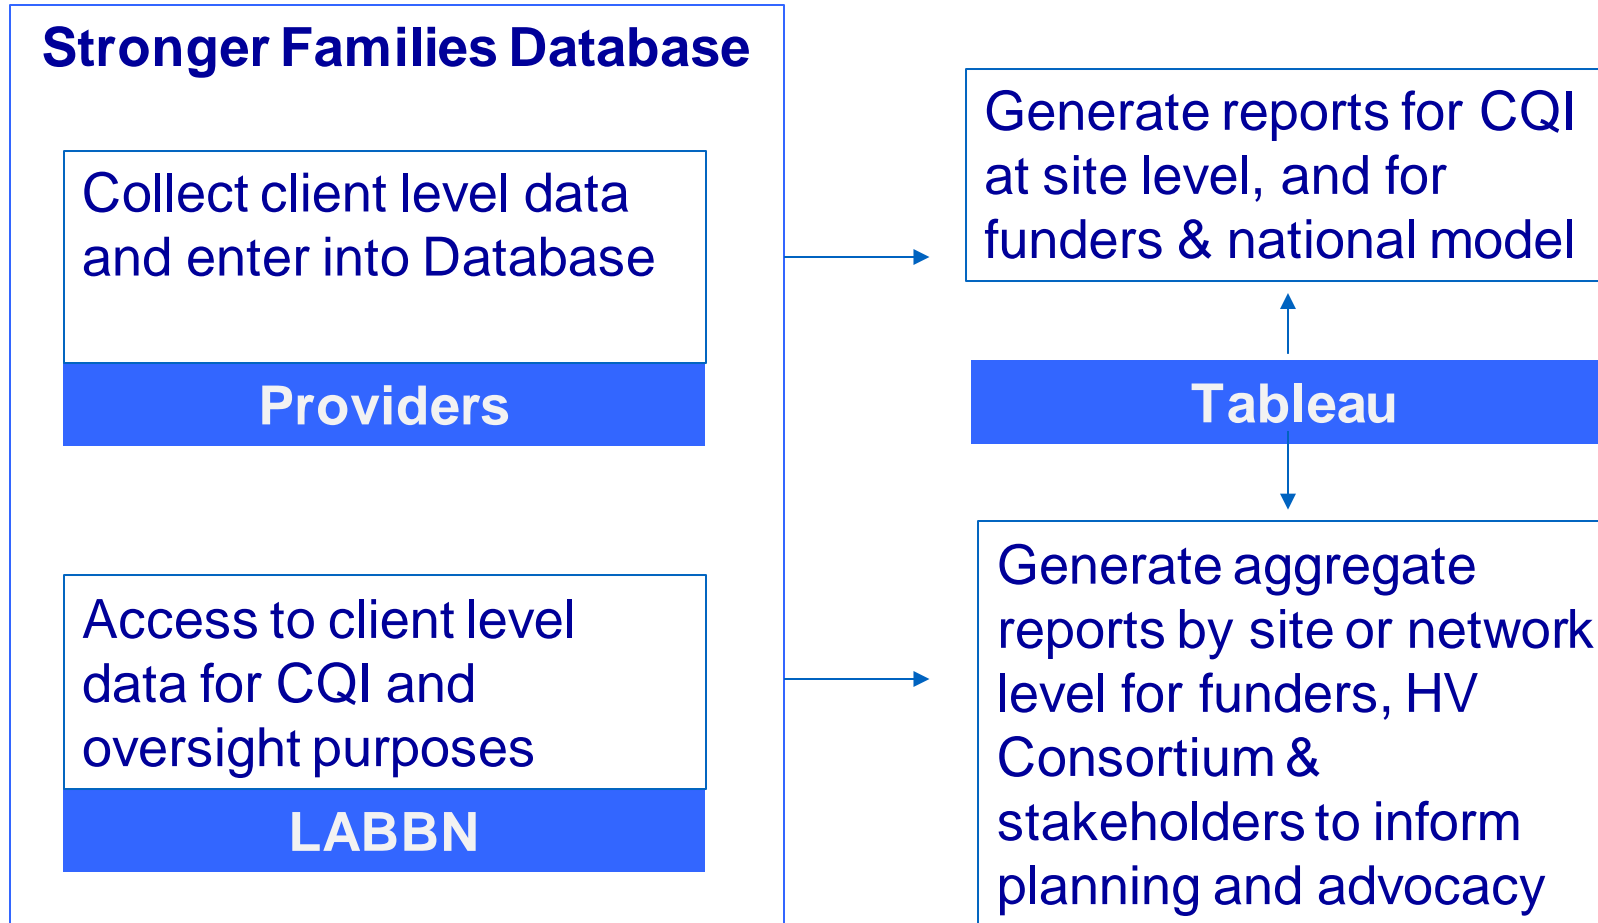 Stronger Families Database
Collect client level data
and enter into Database
Providers
Access to client level
data for CQI and
oversight purposes
LABBN
Generate reports for CQI
at site level, and for
funders & national model
Tableau
Generate aggregate
reports by site or network
level for funders, HV
Consortium &
stakeholders to inform
planning and advocacy